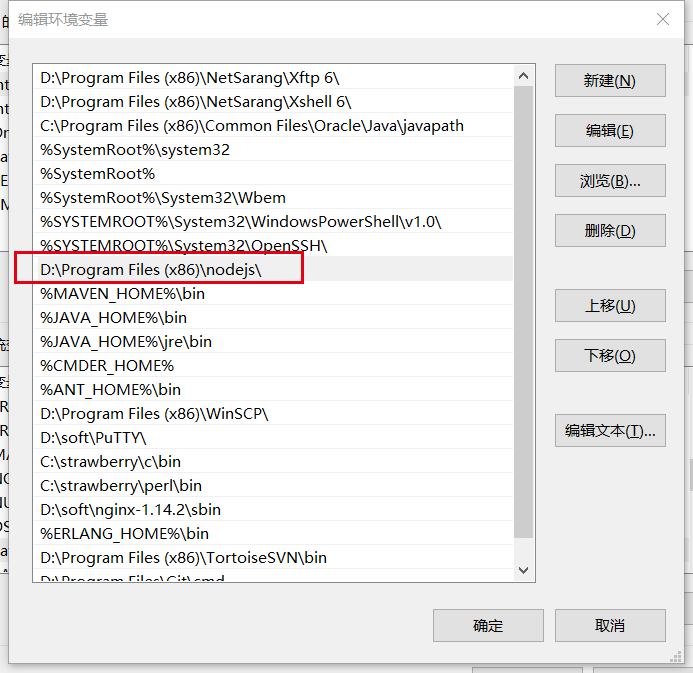 编辑环境变量
D:\Program Files (x86)\NetSarang\Xftp 6\
D:\Program Files (x86)\NetSarang\Xshell 6\
C:\Program Files (x86)\Common Files\Oracle\Java\javapath
%SystemRoot%\system32
%SystemRoot%
%SystemRoot%\System32\Wbem
%SYSTEMROOT%\System32\WindowsPowerShell\v1.0\
%SYSTEMROOT%\System32\OpenSSH\
D:\Program Files (x86)\nodejs\
%MAVEN_HOME%\bin
%JAVA_HOME%\bin
%JAVA_HOME%\jre\bin
%CMDER_HOME%
%ANT_HOME%\bin
D:\Program Files (x86)\WinSCP\
D:\soft\PuTTY\
C:\strawberry\c\bin
C:\strawberry\perl\bin
D:\soft\nginx-1.14.2\sbin
%ERLANG_HOME%\bin
D:\Program Files (x86)\TortoiseSVN\bin
D:\Program Files\Git\cmd
新建(N)
编辑(E)
浏览(B)...
删除(D)
上移(U)
下移(O)
编辑文本(T)...
确定
取消